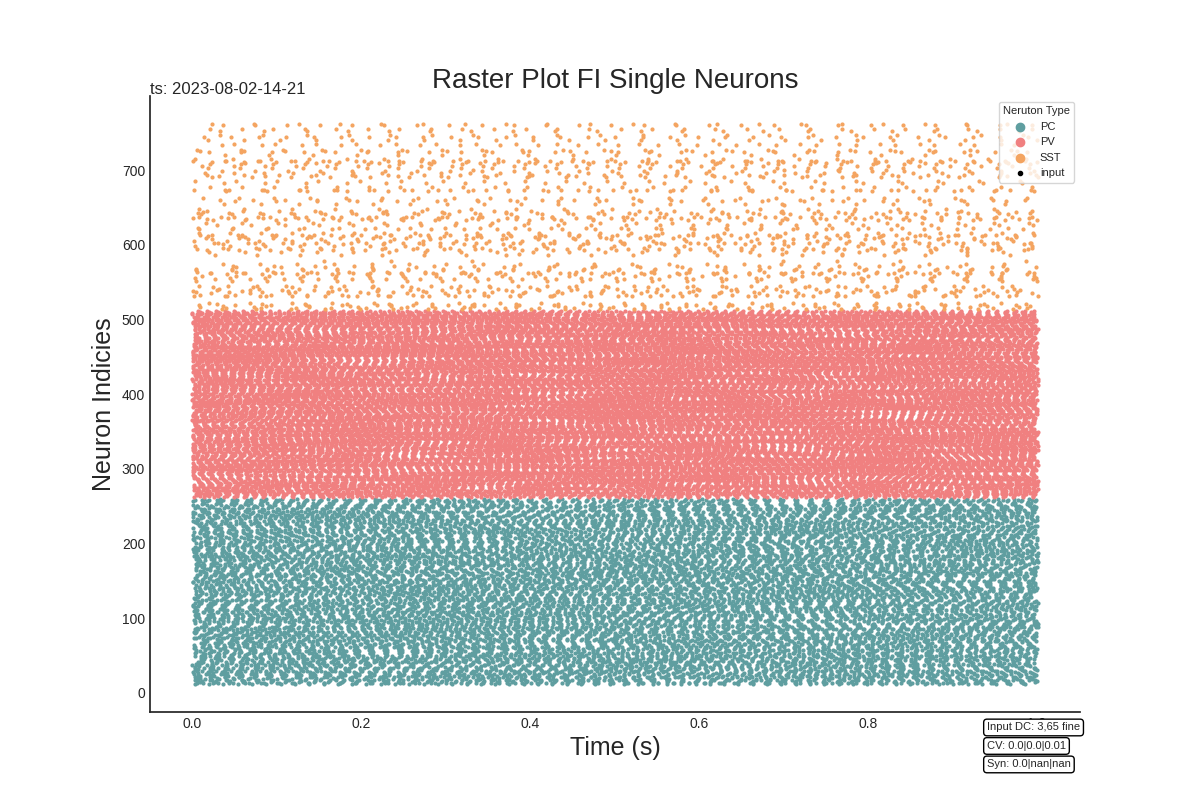 Raster Plot FI Single Neurons
ts: 2023-08-02-14-21
Neruton Type
PC
PV
SST
input
Neuron Indicies
700
600
500
400
300
200
100
0
0.0 0.2 0.4 0.6 0.8
Time (s)
Input DC: 3,65 fine
CV: 0.0|0.0|0.01
Syn: 0.0|nan|nan